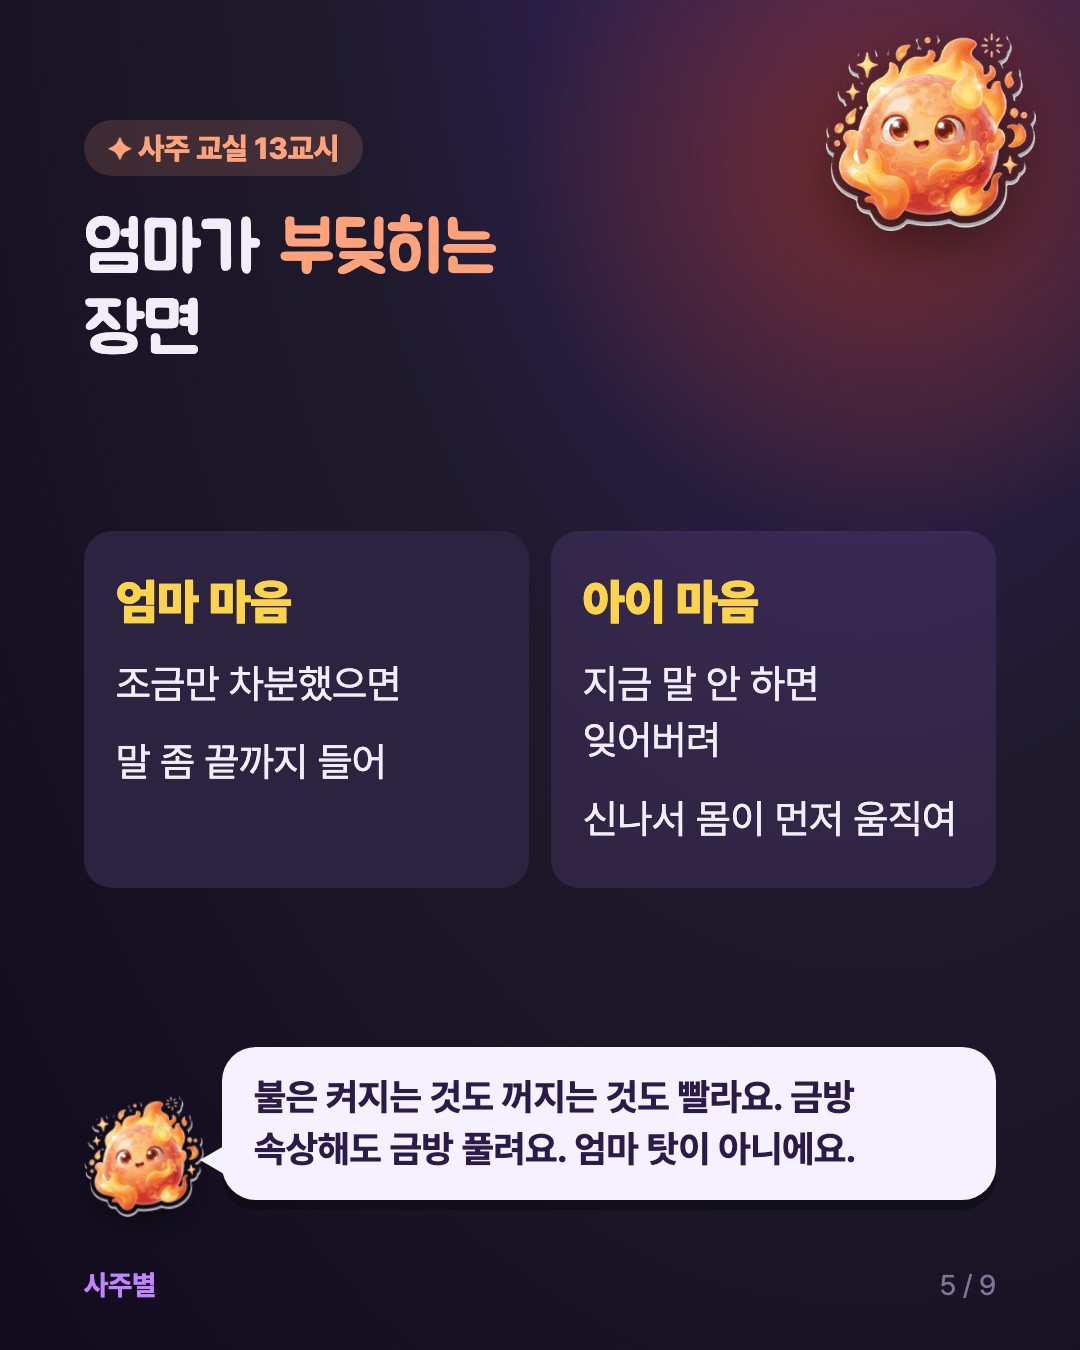 ✦ 사주 교실 13교시
엄마가 부딪히는
장면
엄마 마음
조금만 차분했으면
말 좀 끝까지 들어
아이 마음
지금 말 안 하면
잊어버려
신나서 몸이 먼저 움직여
불은 켜지는 것도 꺼지는 것도 빨라요. 금방
속상해도 금방 풀려요. 엄마 탓이 아니에요.
사주별
5 / 9